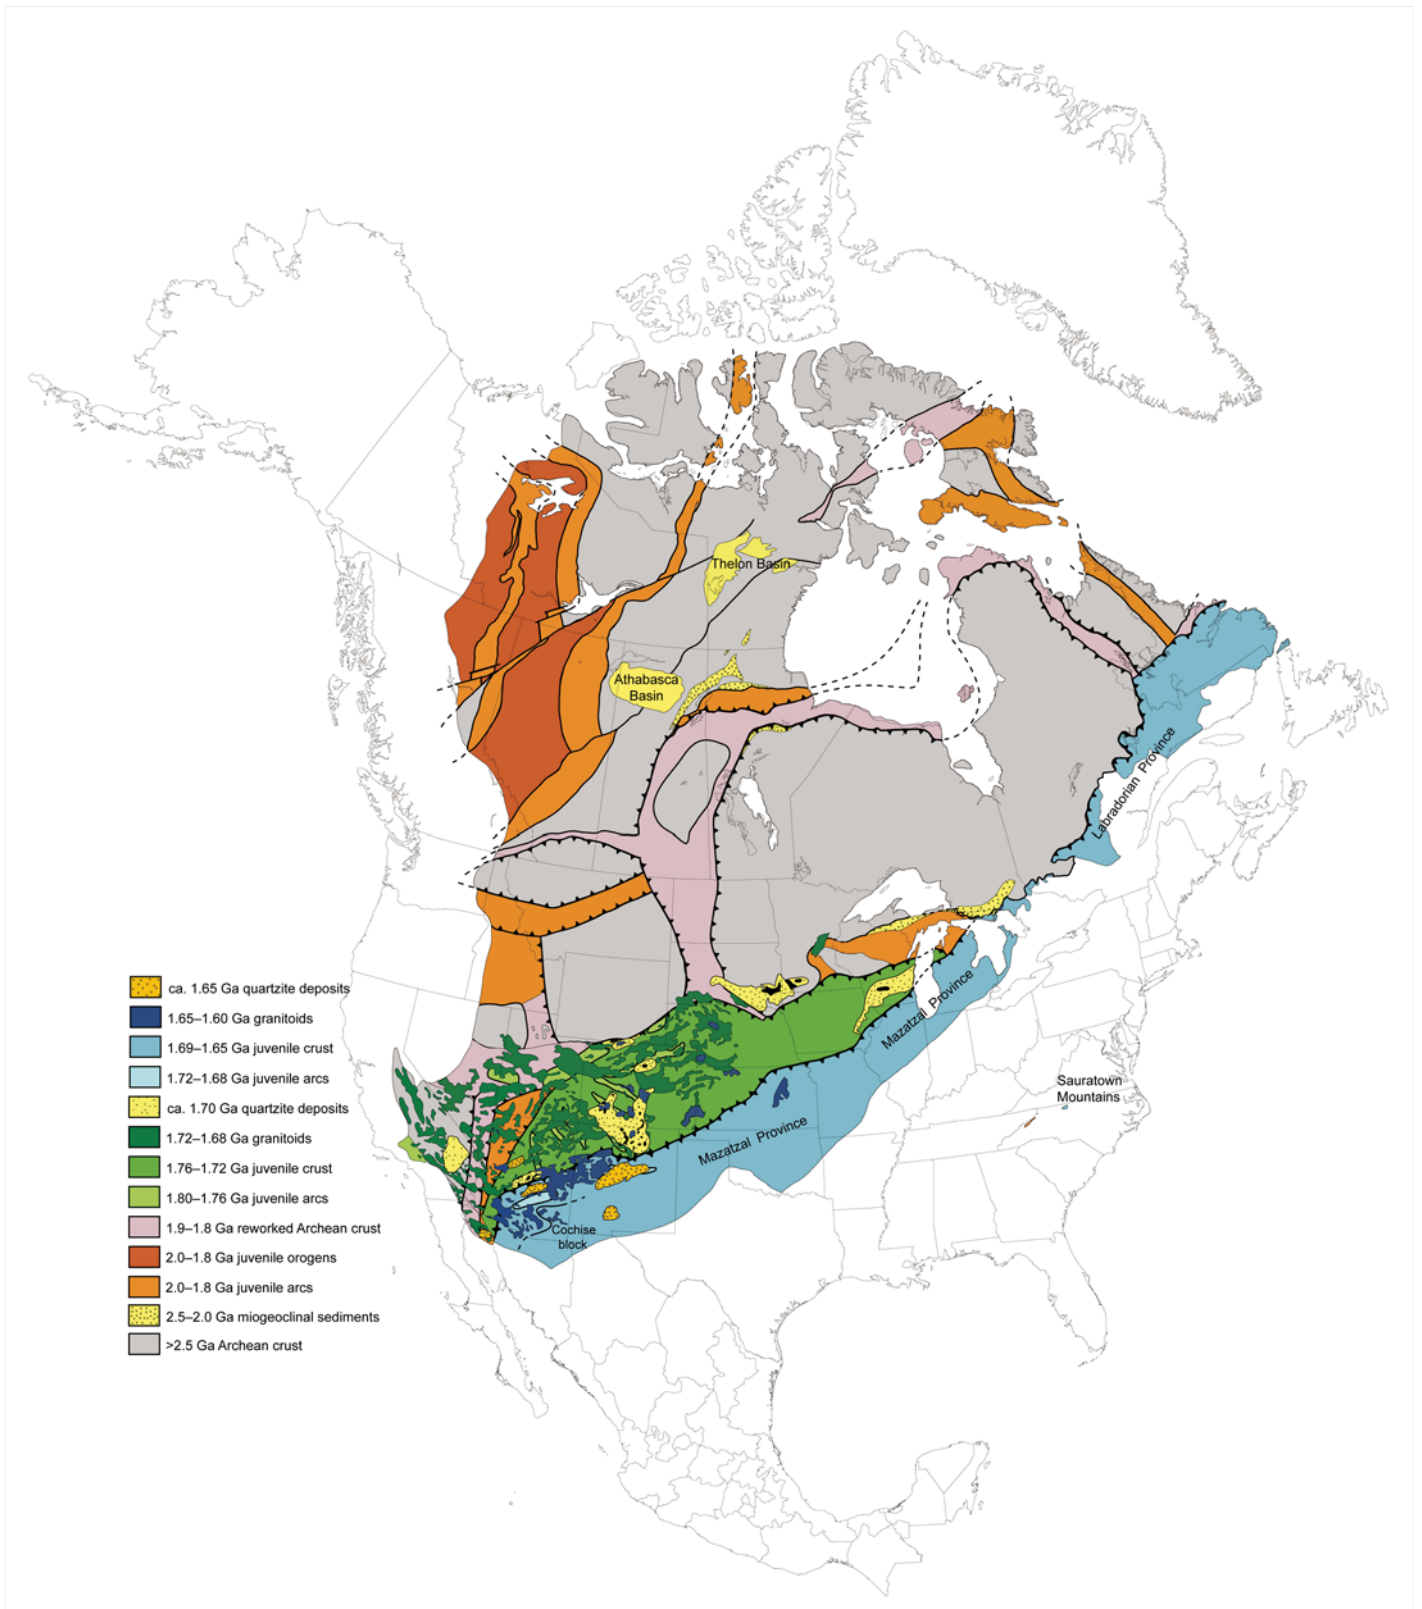 Thelon Basin
Athabasca
Basin
Labradorian Province
Mazatzal Province
Sauratown
Mountains
Mazatzal Province
Cochise
block
ca. 1.65 Ga quartzite deposits
1.65–1.60 Ga granitoids
1.69–1.65 Ga juvenile crust
1.72–1.68 Ga juvenile arcs
ca. 1.70 Ga quartzite deposits
1.72–1.68 Ga granitoids
1.76–1.72 Ga juvenile crust
1.80–1.76 Ga juvenile arcs
1.9–1.8 Ga reworked Archean crust
2.0–1.8 Ga juvenile orogens
2.0–1.8 Ga juvenile arcs
2.5–2.0 Ga miogeoclinal sediments
>2.5 Ga Archean crust